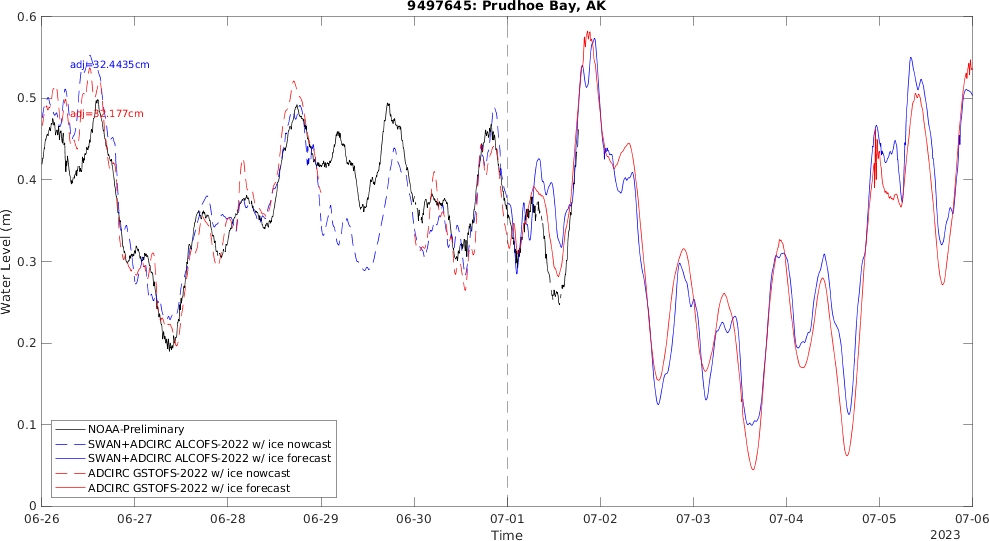 9497645: Prudhoe Bay, AK
0.6
0.5
0.4
0.3
0.2
0.1
0
Water Level (m)
adj=32.4435cm
adj=32.177cm
NOAA-Preliminary
SWAN+ADCIRC ALCOFS-2022 w/ ice nowcast
SWAN+ADCIRC ALCOFS-2022 w/ ice forecast
ADCIRC GSTOFS-2022 w/ ice nowcast
ADCIRC GSTOFS-2022 w/ ice forecast
06-26 06-27 06-28 06-29 06-30 07-01 07-02 07-03 07-04 07-05 07-06
Time
2023